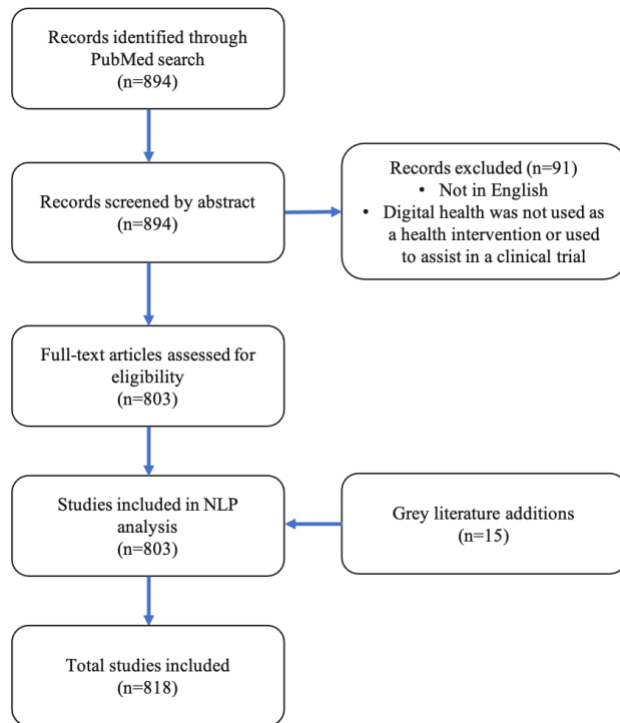 Records identified through
PubMed search
(n=894)
Records screened by abstract
(n=894)
Records excluded (n=91)
• Not in English
• Digital health was not used as
a health intervention or used
to assist in a clinical trial
Full-text articles assessed for
eligibility
(n=803)
Studies included in NLP
analysis
(n=803)
Grey literature additions
(n=15)
Total studies included
(n=818)